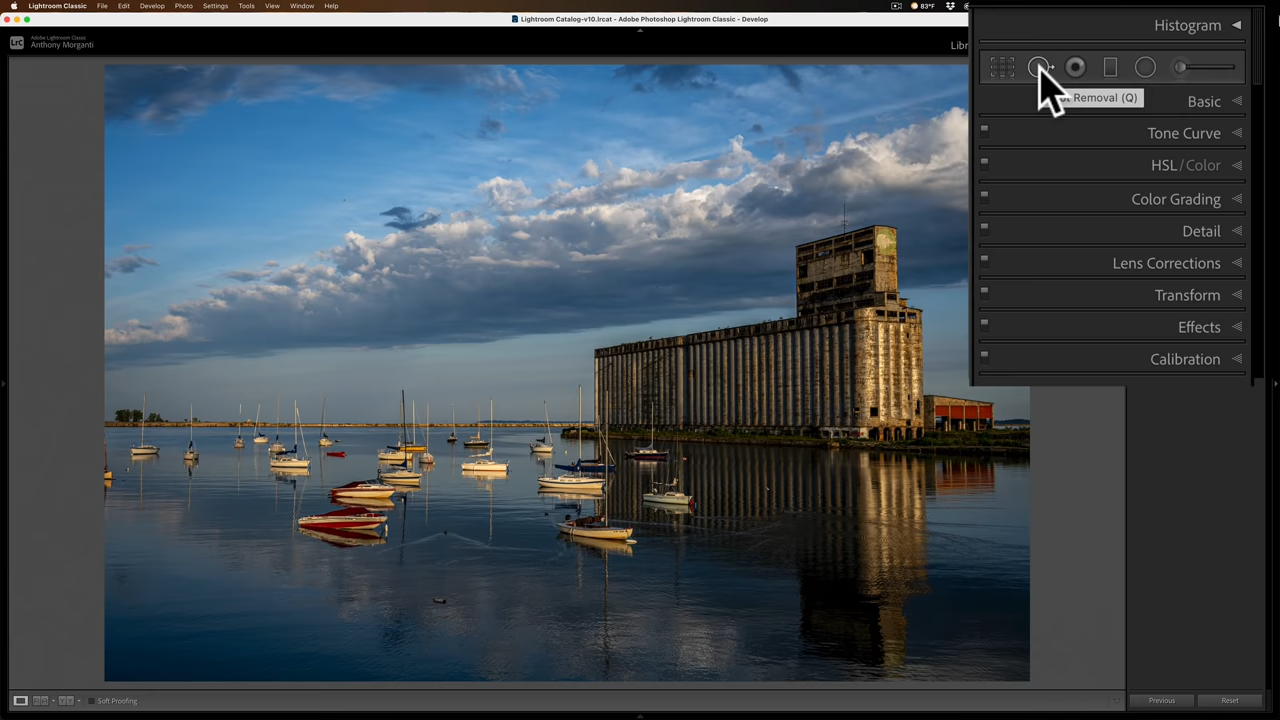 Lightroom Classic File Edit Develop Photo Settings Tools View Window Help 83°F
Lightroom Catalog-v10.lrcat - Adobe Photoshop Lightroom Classic - Develop
LrC Adobe Lightroom Classic
Anthony Morganti
Libr
Histogram
Removal (Q)
Basic
Tone Curve
HSL / Color
Color Grading
Detail
Lens Corrections
Transform
Effects
Calibration
Soft Proofing
Previous
Reset